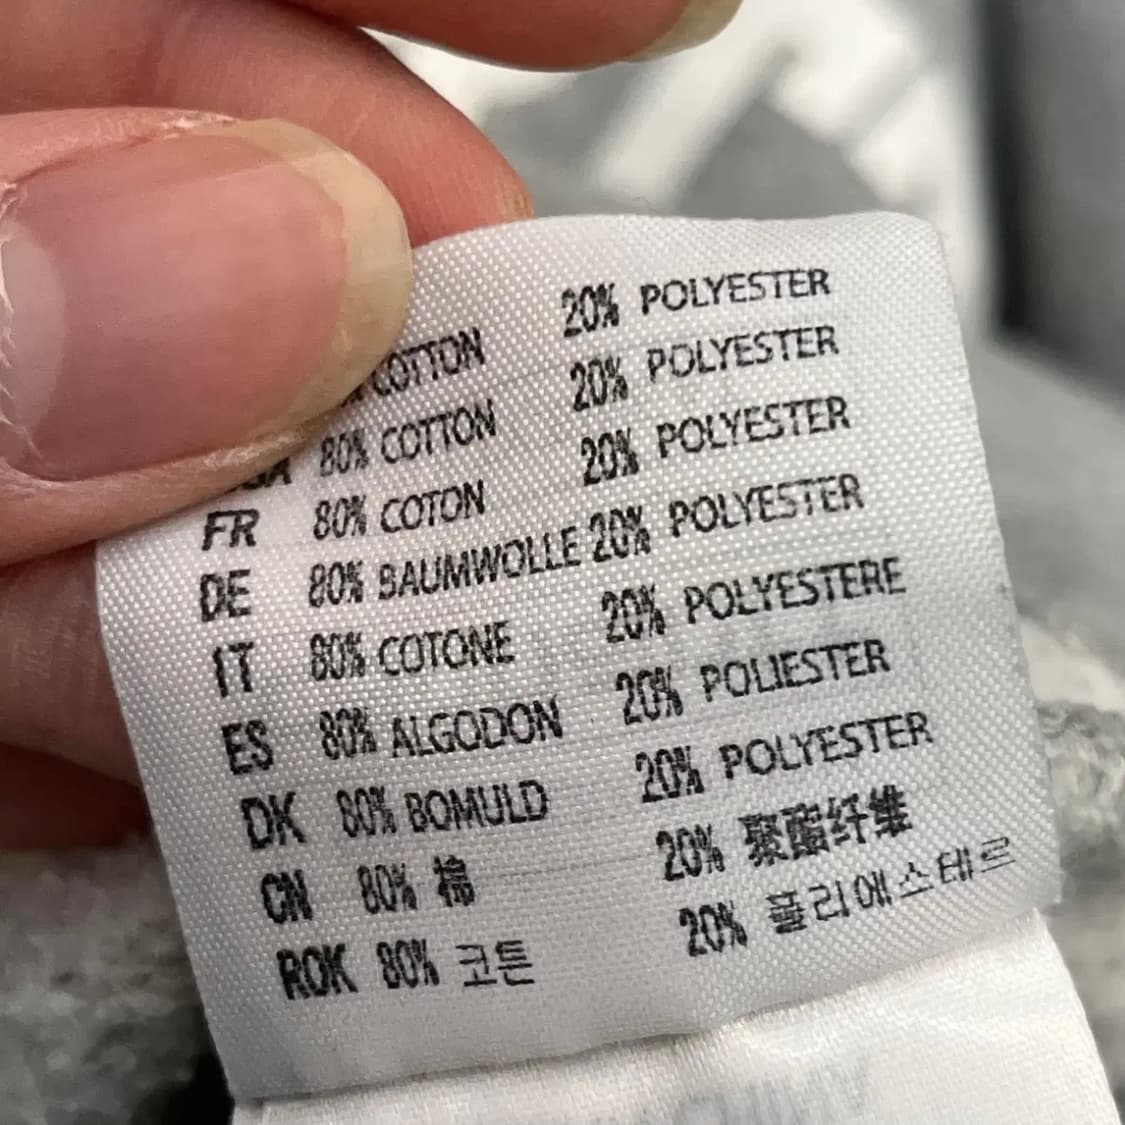 COTTON 20% POLYESTER
80% COTTON 20% POLYESTER
FR 80% COTON 20% POLYESTER
DE 80% BAUMWOLLE 20% POLYESTER
IT 80% COTONE 20% POLYESTERE
ES 80% ALGODON 20% POLIESTER
DK 80% BOMULD 20% POLYESTER
CN 80% 棉 20% 聚酯纤维
ROK 80% 코튼 20% 폴리에스테르